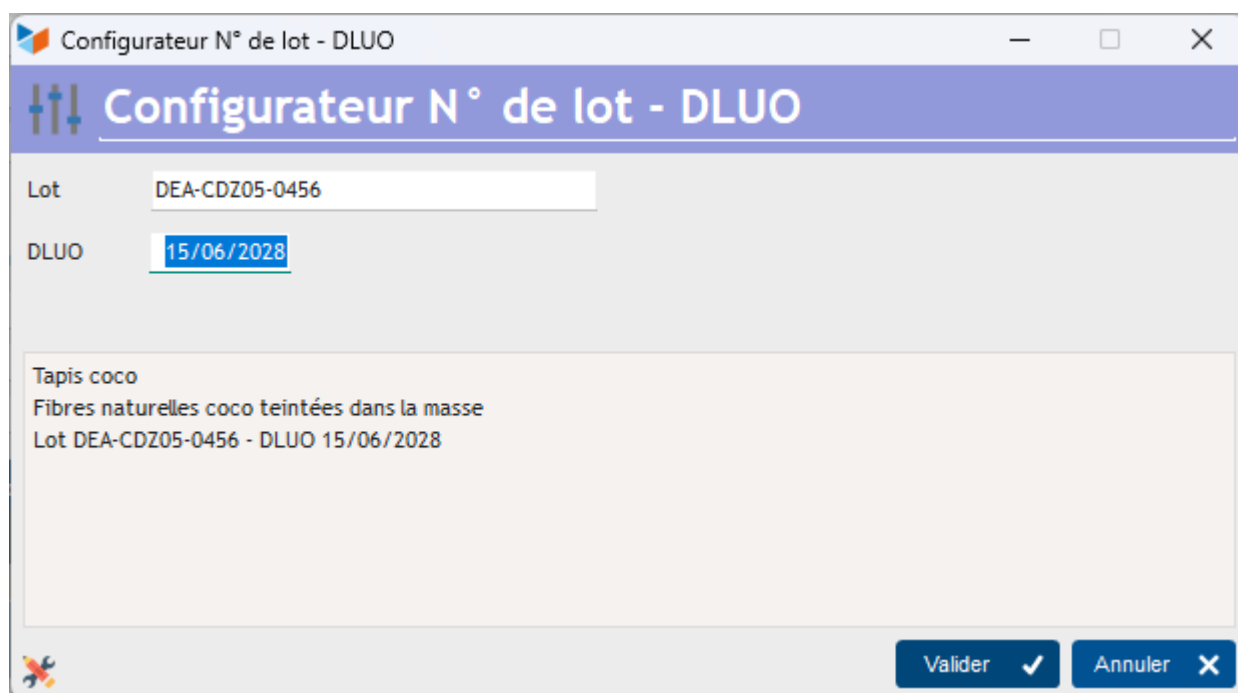 Configurateur N° de lot - DLUO
Configurateur N° de lot - DLUO
Lot DEA-CDZ05-0456
DLUO 15/06/2028
Tapis coco
Fibres naturelles coco teintées dans la masse
Lot DEA-CDZ05-0456 - DLUO 15/06/2028
Valider Annuler